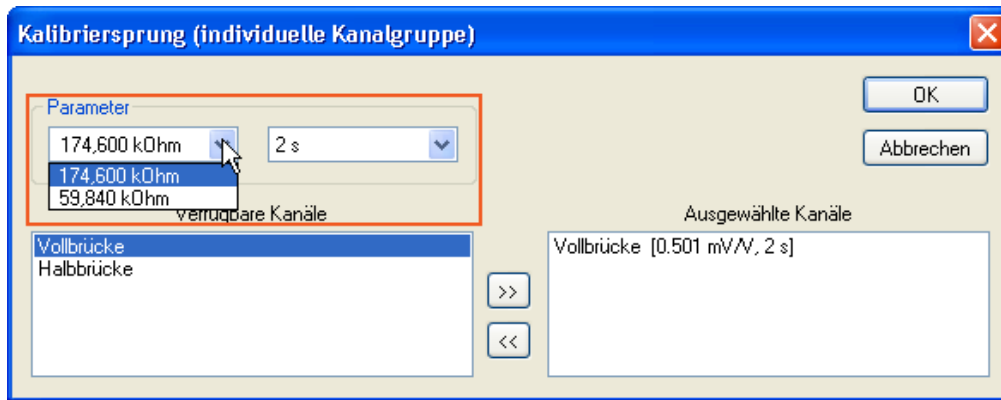 Kalibriersprung (individuelle Kanalgruppe)
Parameter
174,600 kOhm
2 s
174,600 kOhm
59,840 kOhm
OK
Abbrechen
Verfügbare Kanäle
Ausgewählte Kanäle
Vollbrücke
Halbbrücke
>>
<<
Vollbrücke [0.501 mV/V, 2 s]